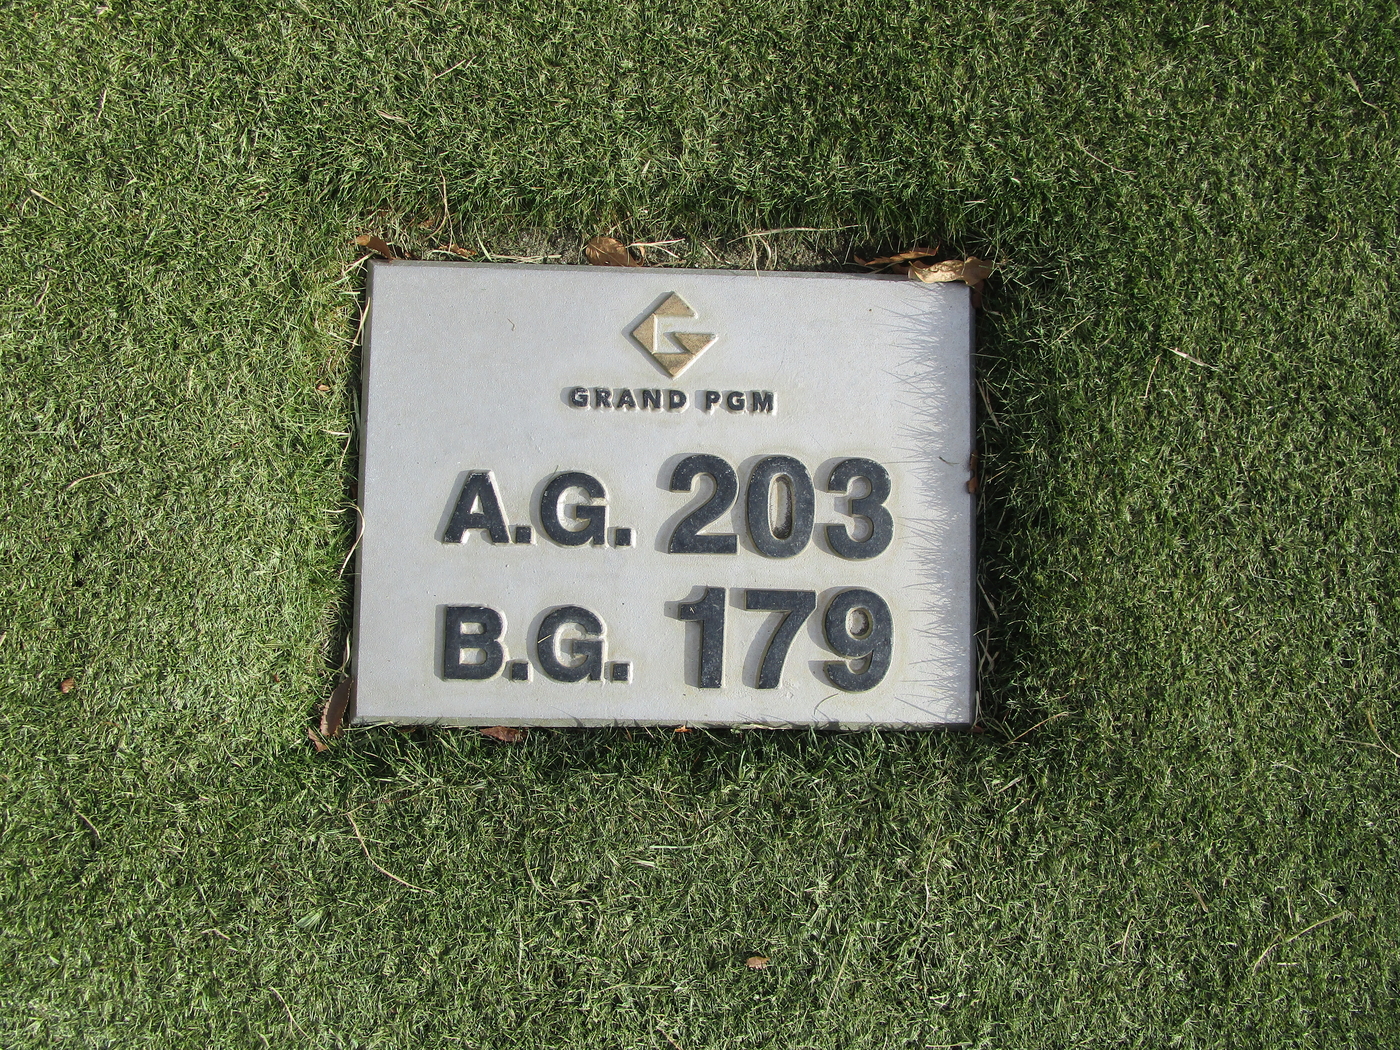 GRAND PGM
A.G. 203
B.G. 179